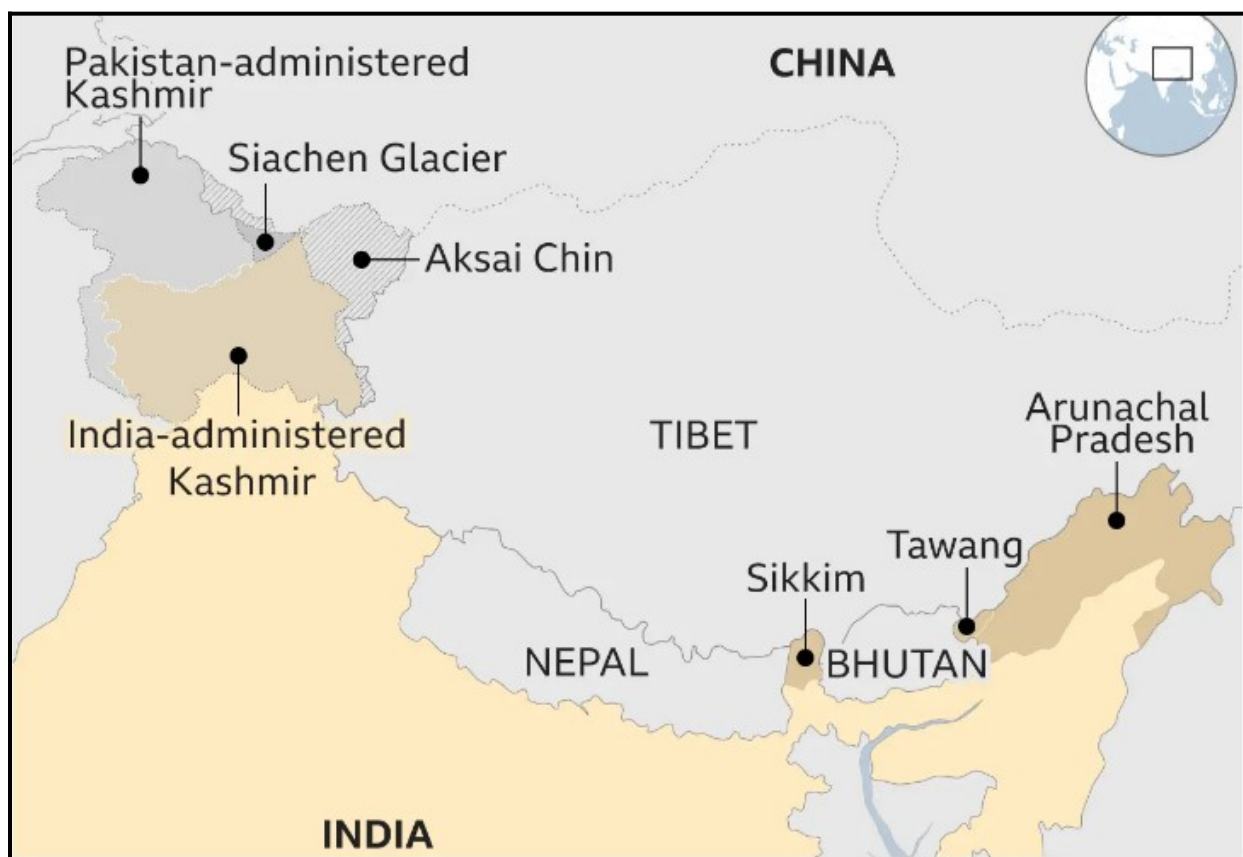 Pakistan-administered
Kashmir
CHINA
Siachen Glacier
Aksai Chin
India-administered
Kashmir
TIBET
Arunachal
Pradesh
Tawang
Sikkim
NEPAL
BHUTAN
INDIA